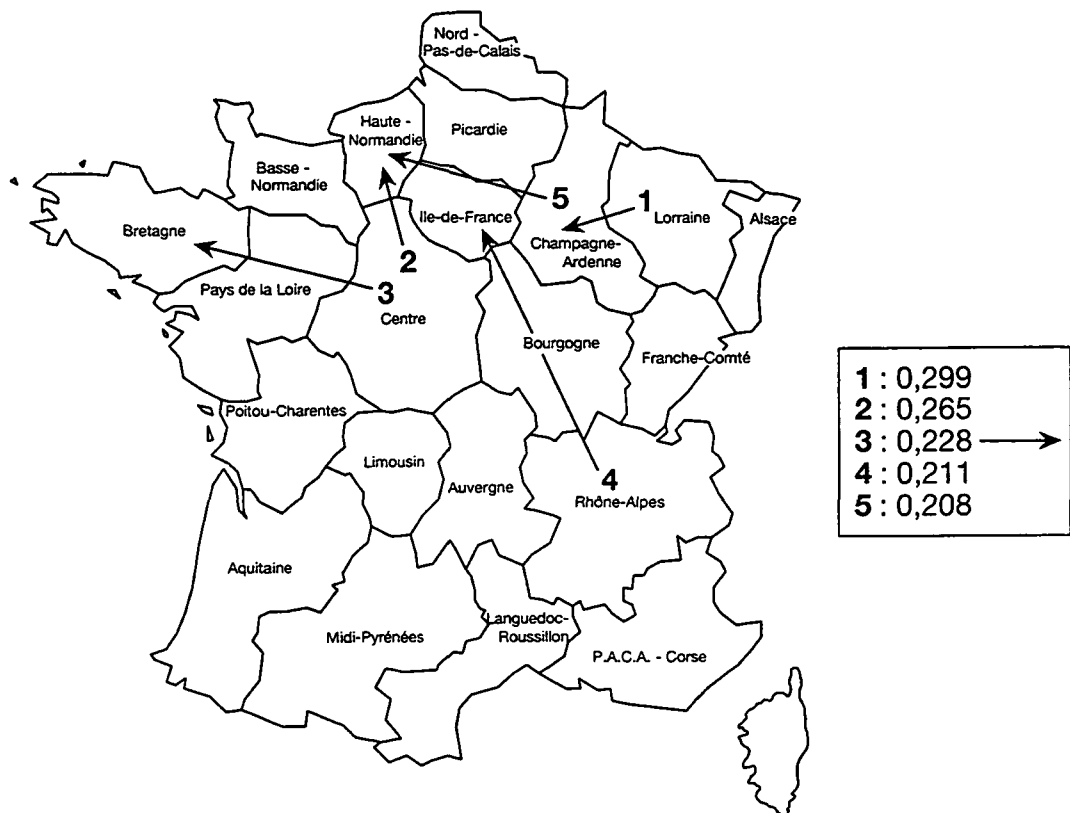 Nord -
Pas-de-Calais
Haute -
Normandie
Picardie
Basse -
Normandie
5
1
Ile-de-France
Lorraine
Alsace
Bretagne
Champagne-
Ardenne
2
3
Pays de la Loire
Centre
Bourgogne
Franche-Comté
Poitou-Charentes
Limousin
Auvergne
4
Rhône-Alpes
Aquitaine
Midi-Pyrénées
Languedoc-
Roussillon
P.A.C.A. - Corse
1 : 0,299
2 : 0,265
3 : 0,228
4 : 0,211
5 : 0,208